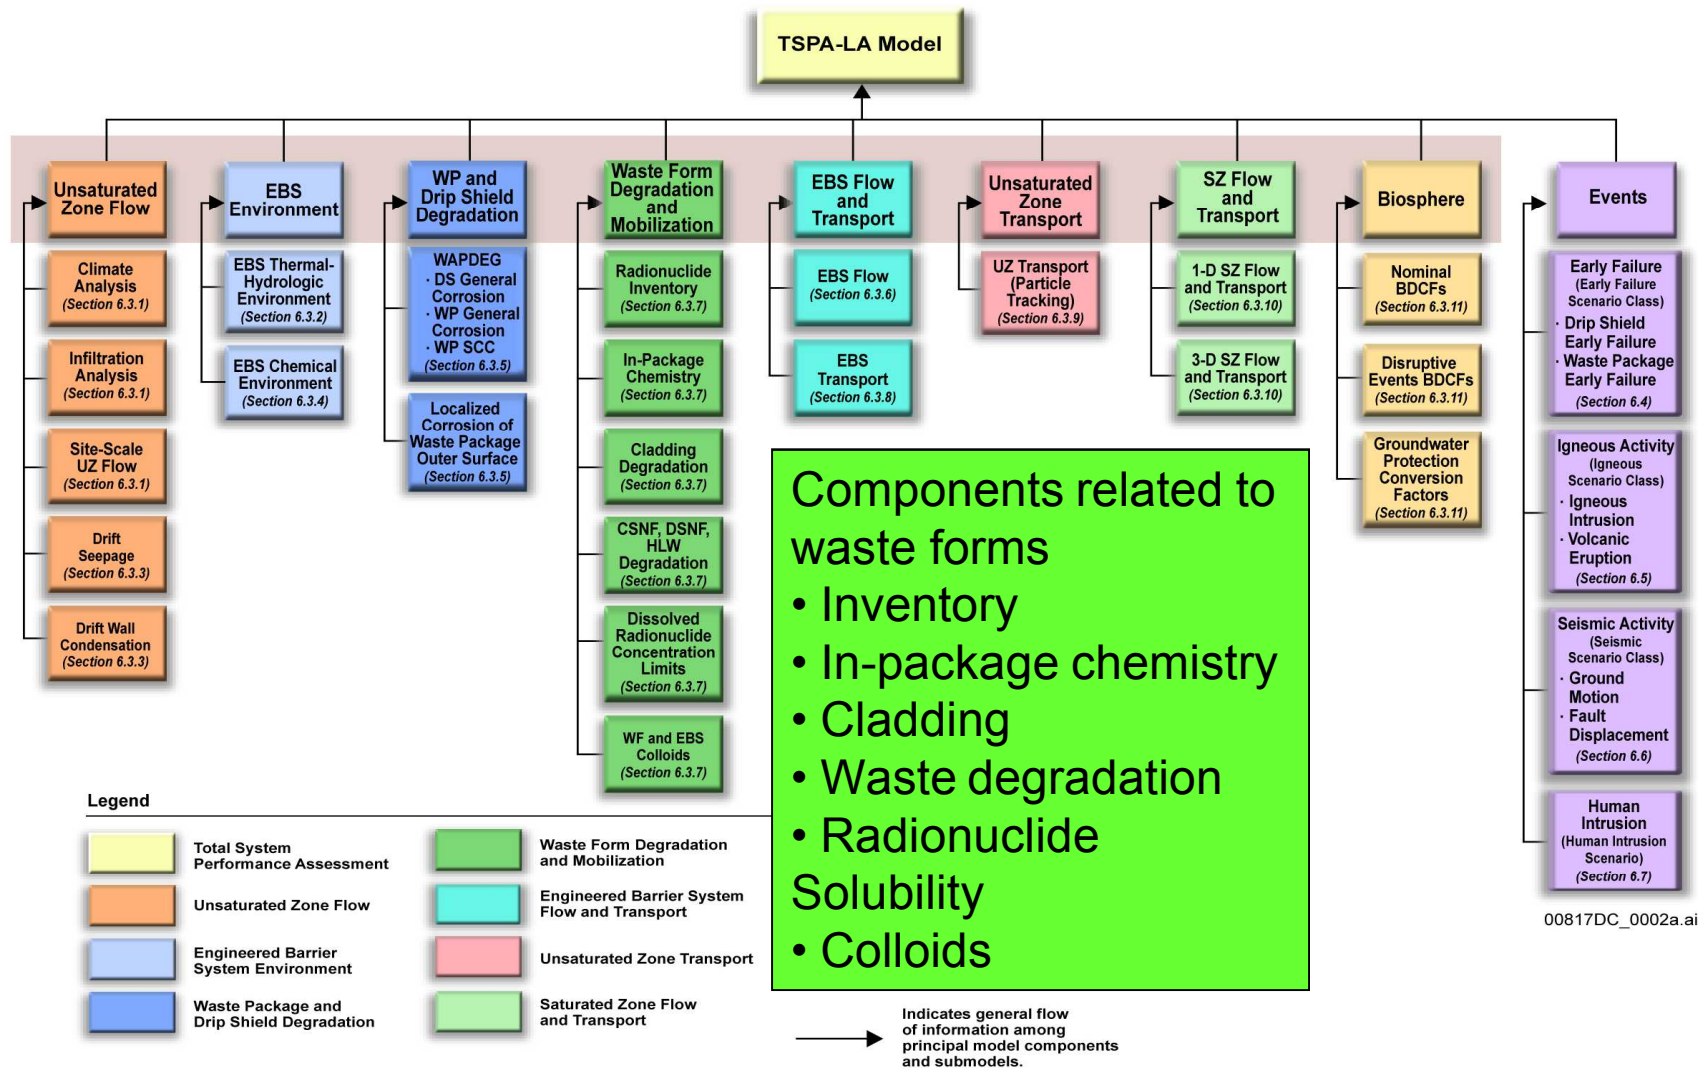 TSPA-LA Model
Unsaturated
Zone Flow
Climate
Analysis
(Section 6.3.1)
Infiltration
Analysis
(Section 6.3.1)
Site-Scale
UZ Flow
(Section 6.3.1)
Drift
Seepage
(Section 6.3.3)
Drift Wall
Condensation
(Section 6.3.3)
EBS
Environment
EBS Thermal-
Hydrologic
Environment
(Section 6.3.2)
EBS Chemical
Environment
(Section 6.3.4)
WP and
Drip Shield
Degradation
WAPDEG
· DS General
Corrosion
· WP General
Corrosion
· WP SCC
(Section 6.3.5)
Localized
Corrosion of
Waste Package
Outer Surface
(Section 6.3.5)
Waste Form
Degradation
and
Mobilization
Radionuclide
Inventory
(Section 6.3.7)
In-Package
Chemistry
(Section 6.3.7)
Cladding
Degradation
(Section 6.3.7)
CSNF, DSNF,
HLW
Degradation
(Section 6.3.7)
Dissolved
Radionuclide
Concentration
Limits
(Section 6.3.7)
WF and EBS
Colloids
(Section 6.3.7)
EBS Flow
and
Transport
EBS Flow
(Section 6.3.6)
EBS
Transport
(Section 6.3.8)
Unsaturated
Zone
Transport
UZ Transport
(Particle
Tracking)
(Section 6.3.9)
SZ Flow
and
Transport
1-D SZ Flow
and Transport
(Section 6.3.10)
3-D SZ Flow
and Transport
(Section 6.3.10)
Biosphere
Nominal
BDCFs
(Section 6.3.11)
Disruptive
Events BDCFs
(Section 6.3.11)
Groundwater
Protection
Conversion
Factors
(Section 6.3.11)
Events
Early Failure
(Early Failure
Scenario Class)
· Drip Shield
Early Failure
· Waste Package
Early Failure
(Section 6.4)
Igneous Activity
(Igneous
Scenario Class)
· Igneous
Intrusion
· Volcanic
Eruption
(Section 6.5)
Seismic Activity
(Seismic
Scenario Class)
· Ground
Motion
· Fault
Displacement
(Section 6.6)
Human
Intrusion
(Human Intrusion
Scenario)
(Section 6.7)
00817DC_0002a.ai
Components related to
waste forms
• Inventory
• In-package chemistry
• Cladding
• Waste degradation
• Radionuclide
Solubility
• Colloids
Legend
Total System
Performance Assessment
Unsaturated Zone Flow
Engineered Barrier
System Environment
Waste Package and
Drip Shield Degradation
Waste Form Degradation
and Mobilization
Engineered Barrier System
Flow and Transport
Unsaturated Zone Transport
Saturated Zone Flow
and Transport
Indicates general flow
of information among
principal model components
and submodels.